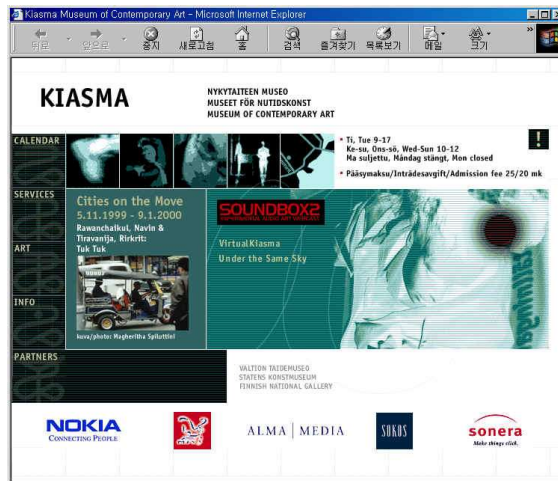 Kiasma Museum of Contemporary Art - Microsoft Internet Explorer
뒤로 앞으로 중지 새로고침 홈 검색 즐겨찾기 목록보기 메일 크기
KIASMA
NYKYTAITEEN MUSEO
MUSEET FÖR NUTIDSKONST
MUSEUM OF CONTEMPORARY ART
CALENDAR
• Ti, Tue 9-17
Ke-su, Ons-sö, Wed-Sun 10-12
Ma suljettu, Måndag stängt, Mon closed
• Pääsymaksu/Inträdesavgift/Admission fee 25/20 mk
!
SERVICES
ART
INFO
PARTNERS
Cities on the Move
5.11.1999 - 9.1.2000
Rawanchaikul, Navin &
Tiravanija, Rirkrit:
Tuk Tuk
kuva/photo: Magheritha Spiluttini
SOUNDBOX2
VirtualKiasma
Under the Same Sky
VALTION TAIDEMUSEO
STATENS KONSTMUSEUM
FINNISH NATIONAL GALLERY
NOKIA
CONNECTING PEOPLE
ALMA | MEDIA
SOKOS
sonera
Make things click.